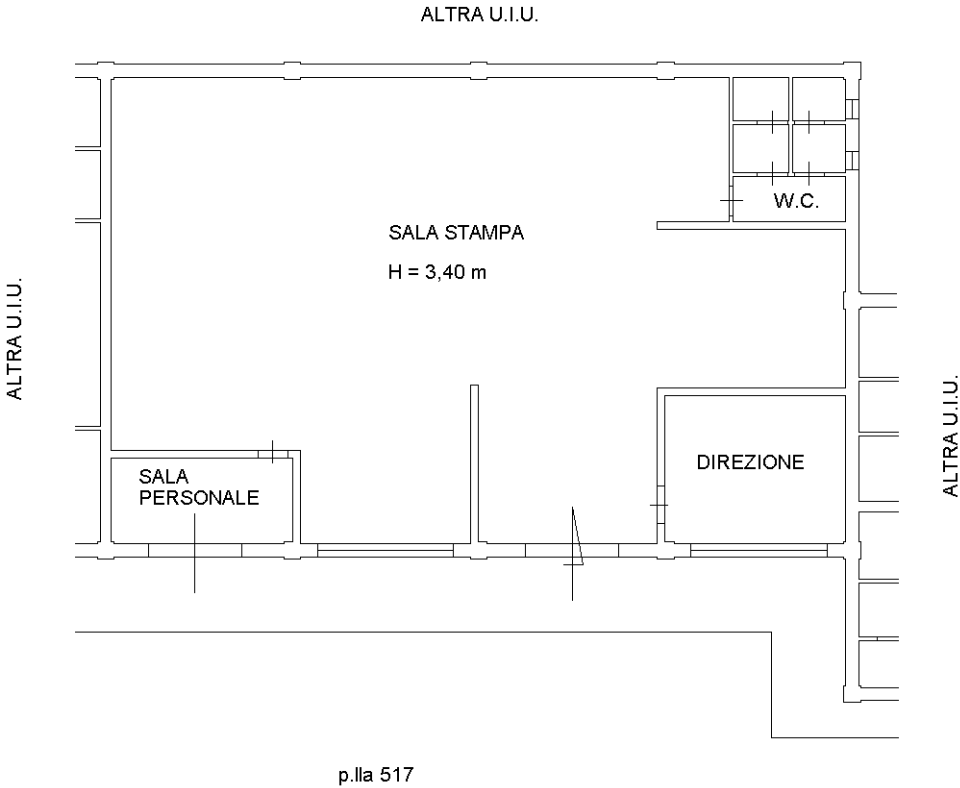 ALTRA U.I.U.
W.C.
SALA STAMPA
H = 3,40 m
ALTRA U.I.U.
ALTRA U.I.U.
DIREZIONE
SALA
PERSONALE
p.lla 517